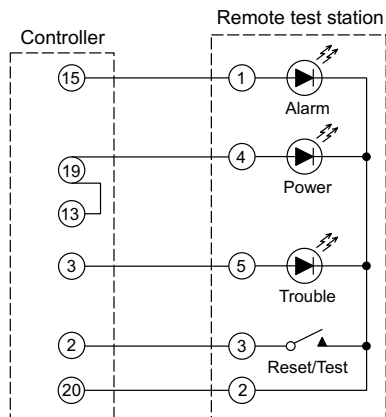 Remote test station
Controller
15 1
Alarm
19 4
Power
13
3 5
Trouble
2 3
Reset/Test
20 2